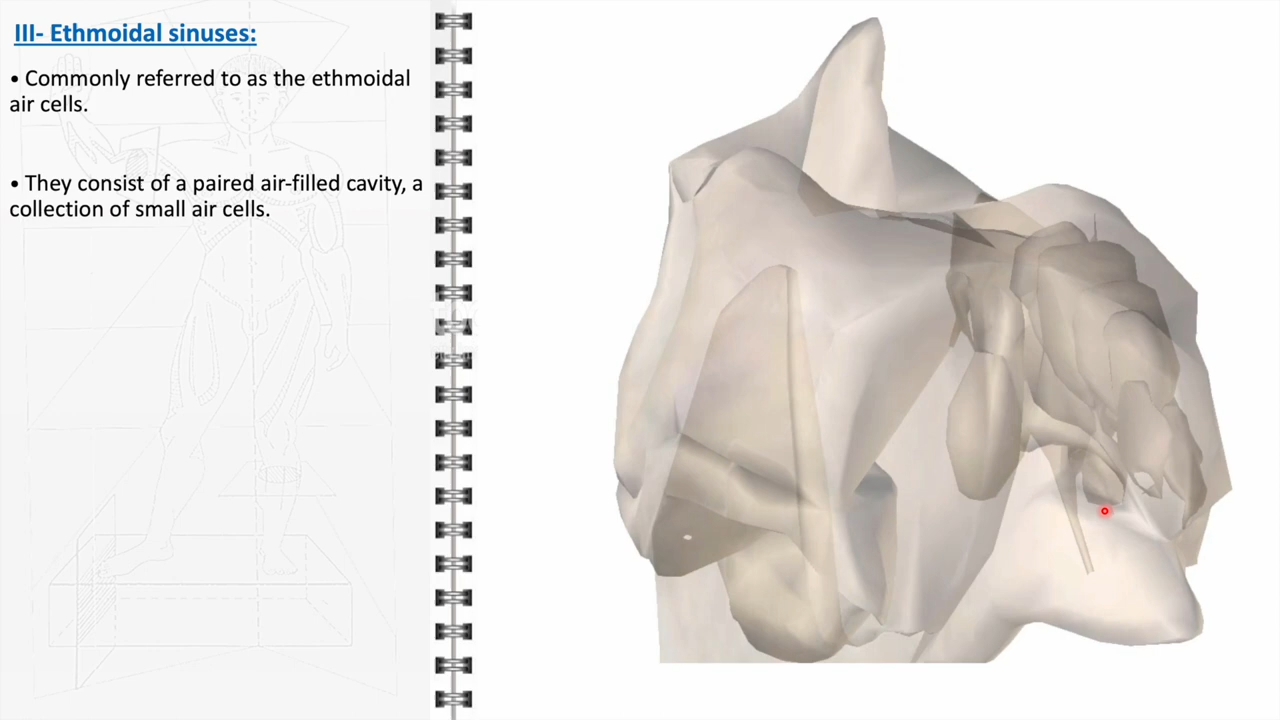 III- Ethmoidal sinuses:
• Commonly referred to as the ethmoidal
air cells.
• They consist of a paired air-filled cavity, a
collection of small air cells.